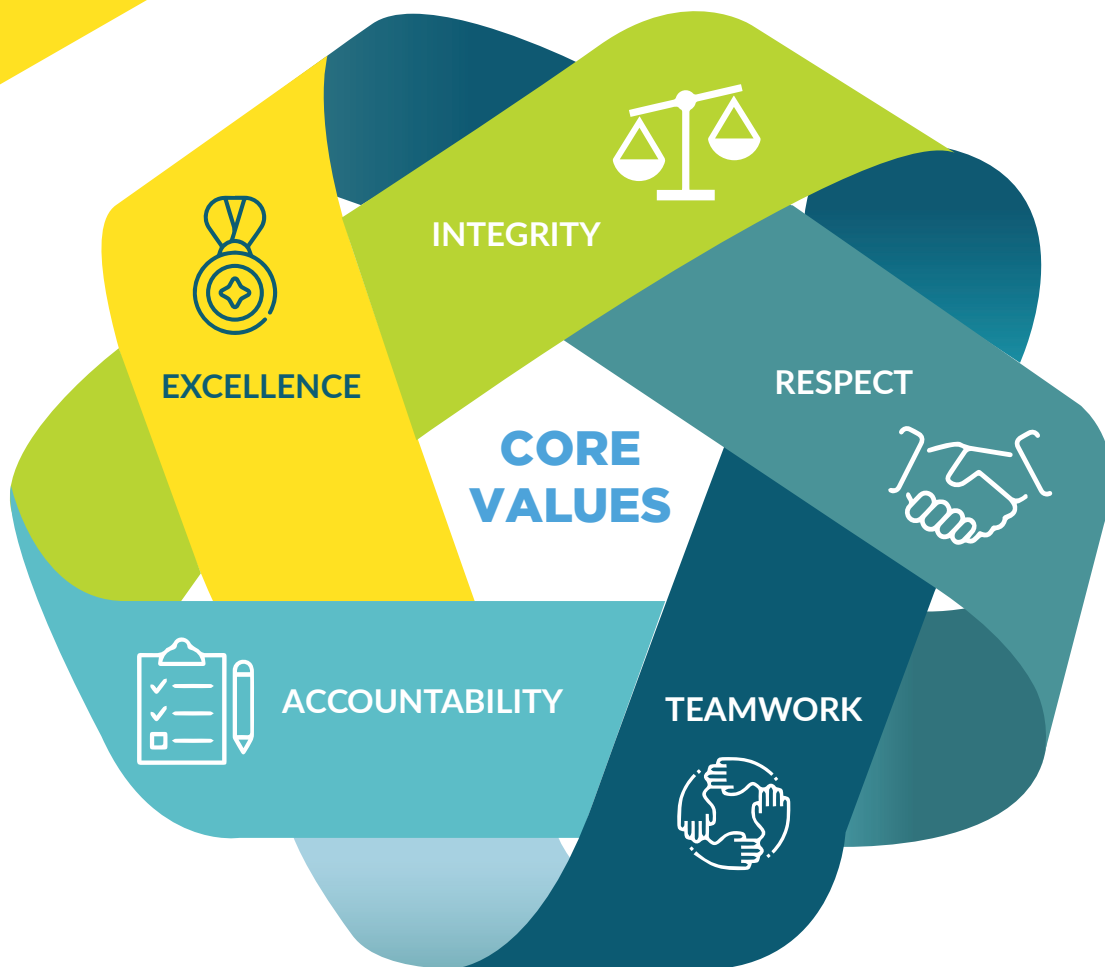 INTEGRITY
EXCELLENCE
RESPECT
CORE
VALUES
ACCOUNTABILITY
TEAMWORK